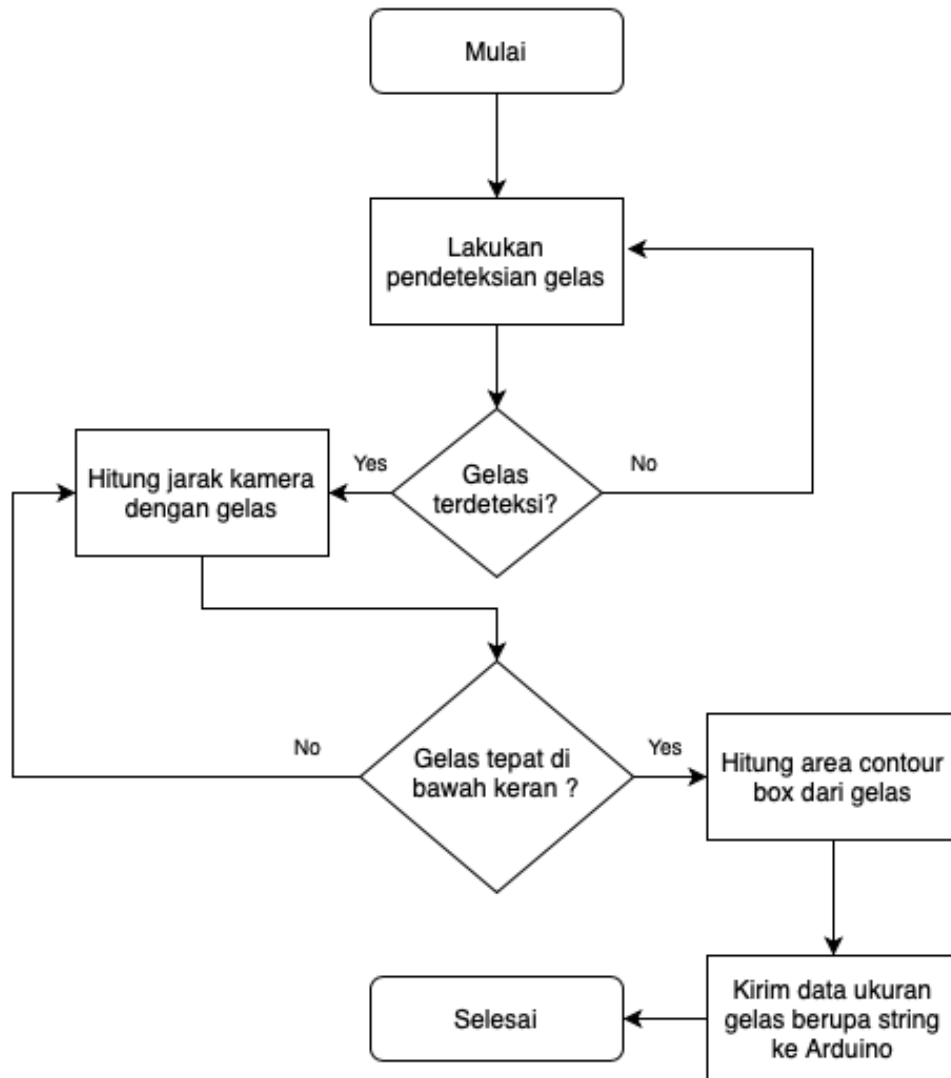 Mulai
Lakukan
pendeteksian gelas
Gelas
terdeteksi?
Yes
No
Hitung jarak kamera
dengan gelas
Gelas tepat di
bawah keran ?
No
Yes
Hitung area contour
box dari gelas
Kirim data ukuran
gelas berupa string
ke Arduino
Selesai